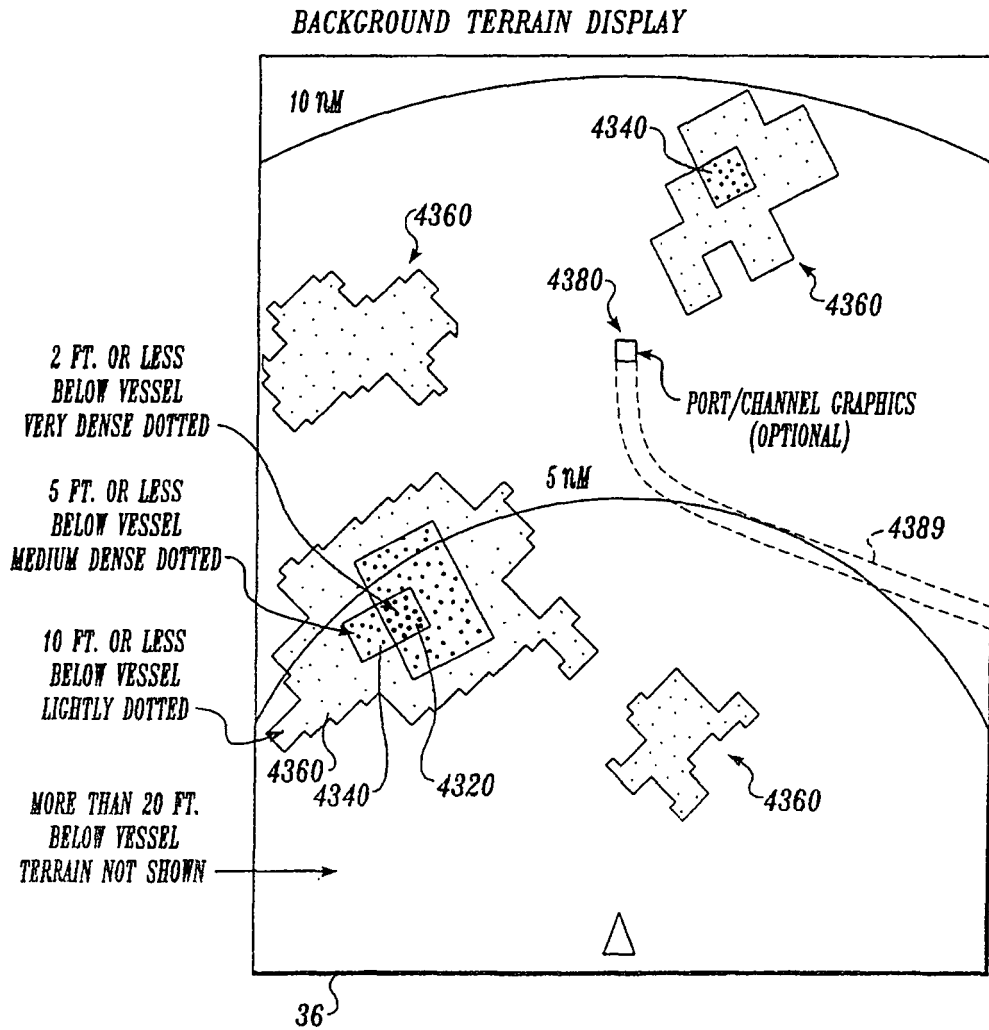 BACKGROUND TERRAIN DISPLAY
10 nM
4340
4360
4380
4360
2 FT. OR LESS
BELOW VESSEL
VERY DENSE DOTTED
PORT/CHANNEL GRAPHICS
(OPTIONAL)
5 nM
5 FT. OR LESS
BELOW VESSEL
MEDIUM DENSE DOTTED
4389
10 FT. OR LESS
BELOW VESSEL
LIGHTLY DOTTED
4360
4340
4320
4360
MORE THAN 20 FT.
BELOW VESSEL
TERRAIN NOT SHOWN
36